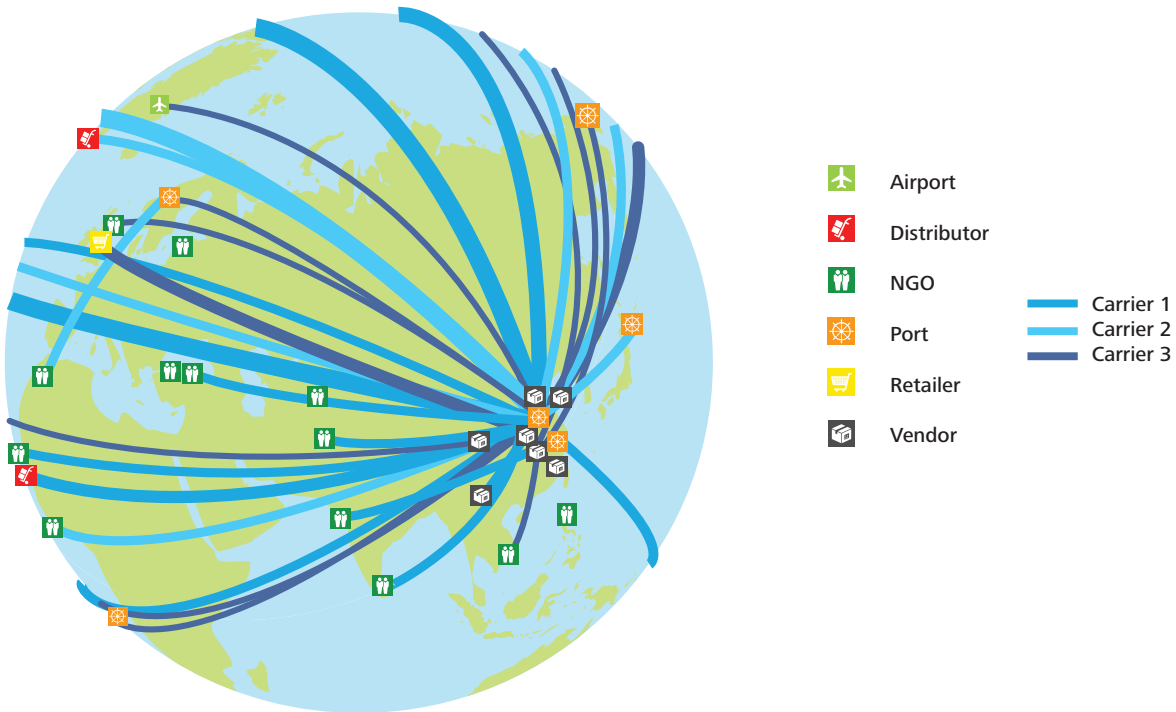 Airport
Distributor
NGO
Port
Retailer
Vendor
Carrier 1
Carrier 2
Carrier 3